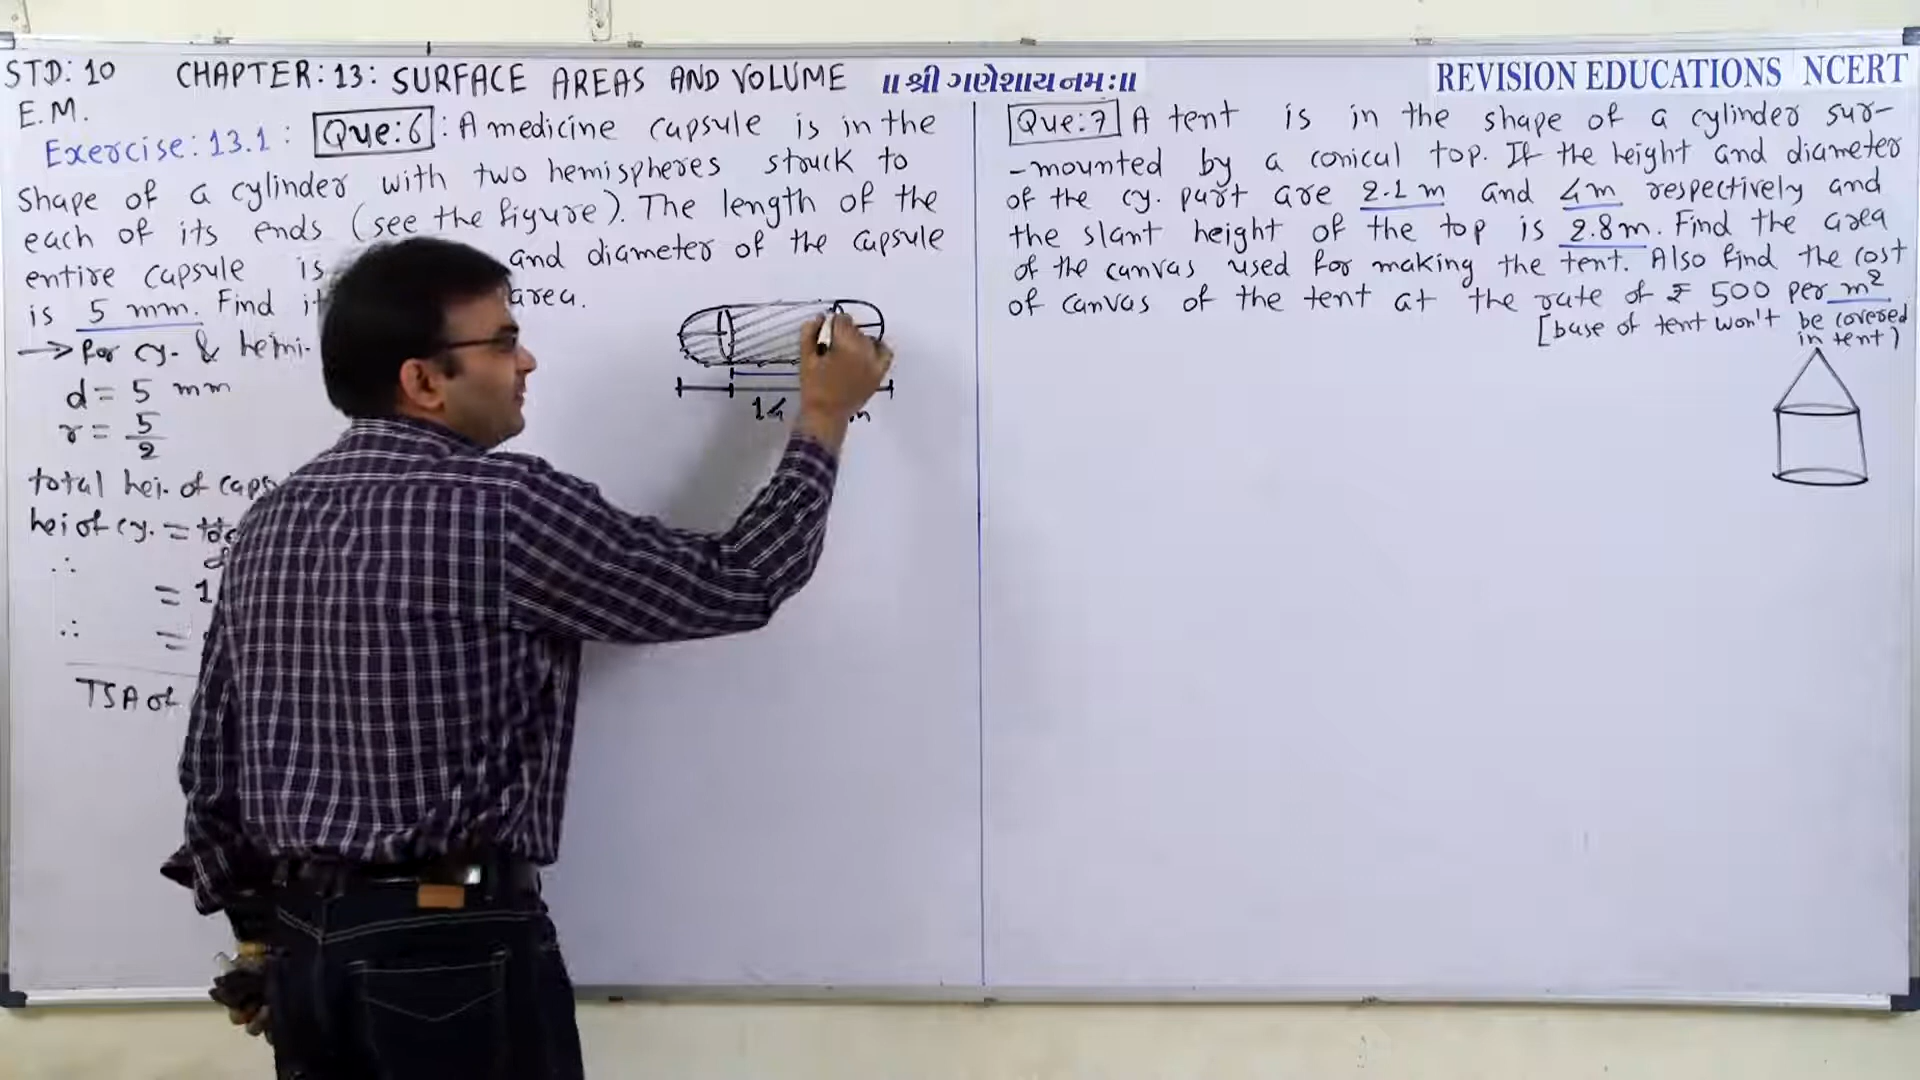 STD: 10 CHAPTER: 13: SURFACE AREAS AND VOLUME ॥ શ્રી ગણેશાય નમઃ ॥ REVISION EDUCATIONS NCERT
E.M.
Exercise: 13.1: Que: 6: A medicine capsule is in the
shape of a cylinder with two hemispheres struck to
each of its ends (see the figure). The length of the
entire capsule is and diameter of the capsule
is 5 mm. Find area.
→ For cy. & hemi.
d = 5 mm
r = 5/2
total hei. of caps
hei of cy. =
∴
= 1
∴ =
TSA of
14
Que: 7 A tent is in the shape of a cylinder sur-
-mounted by a conical top. If the height and diameter
of the cy. part are 2.1 m and 4m respectively and
the slant height of the top is 2.8m. Find the area
of the canvas used for making the tent. Also find the cost
of canvas of the tent at the rate of ₹ 500 per m²
[base of tent won't be covered
in tent)